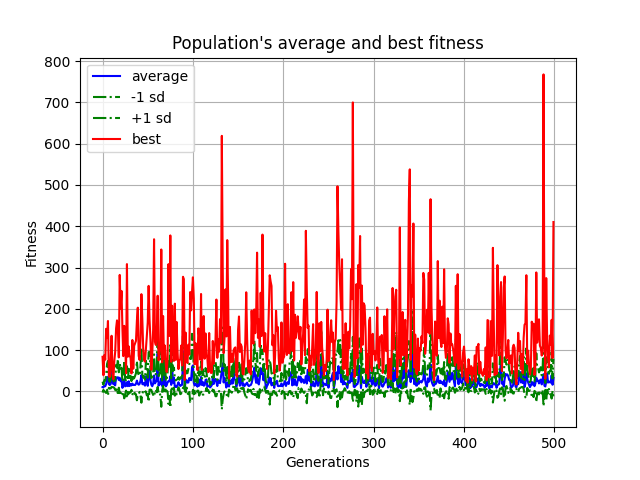 Population's average and best fitness
800
700
600
500
400
300
200
100
0
Fitness
average
-1 sd
+1 sd
best
0 100 200 300 400 500
Generations